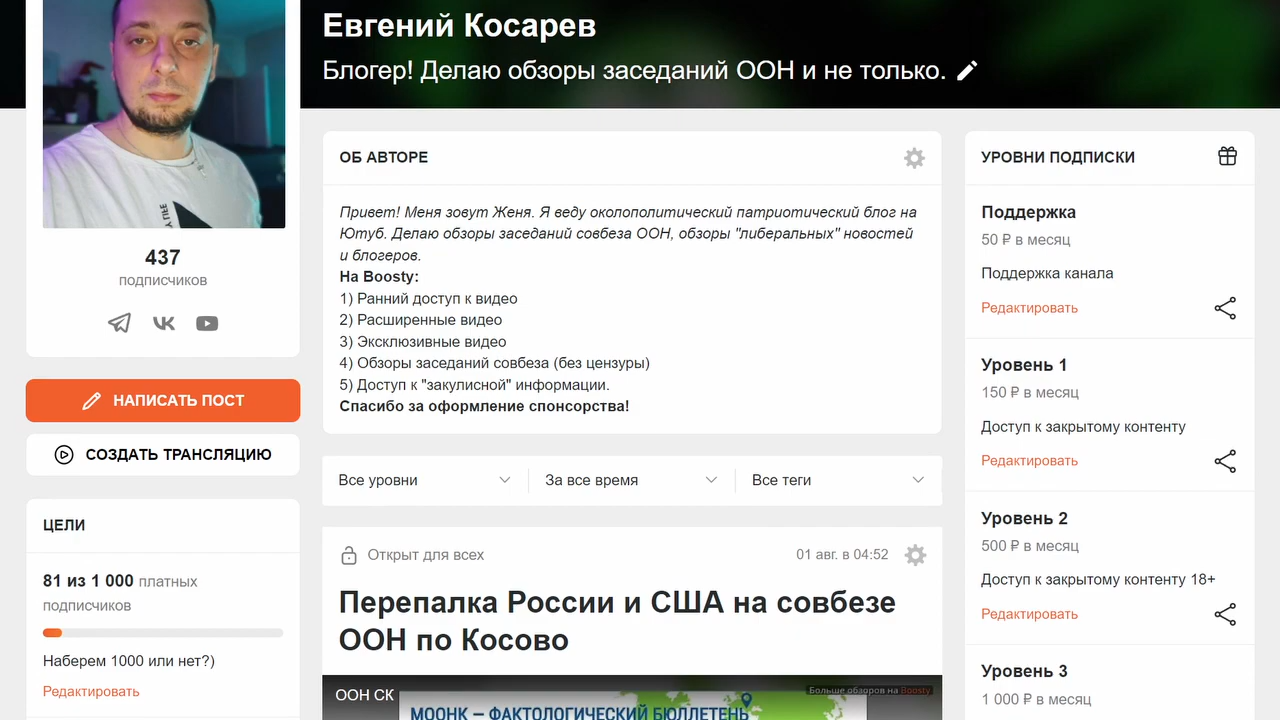 Евгений Косарев
Блогер! Делаю обзоры заседаний ООН и не только.
437
подписчиков
НАПИСАТЬ ПОСТ
СОЗДАТЬ ТРАНСЛЯЦИЮ
ЦЕЛИ
81 из 1 000 платных
подписчиков
Наберем 1000 или нет?)
Редактировать
ОБ АВТОРЕ
Привет! Меня зовут Женя. Я веду околополитический патриотический блог на
Ютуб. Делаю обзоры заседаний совбеза ООН, обзоры "либеральных" новостей
и блогеров.
На Boosty:
1) Ранний доступ к видео
2) Расширенные видео
3) Эксклюзивные видео
4) Обзоры заседаний совбеза (без цензуры)
5) Доступ к "закулисной" информации.
Спасибо за оформление спонсорства!
Все уровни
За все время
Все теги
Открыт для всех
01 авг. в 04:52
Перепалка России и США на совбезе
ООН по Косово
ООН СК
Больше обзоров на Boosty
МООНК – ФАКТОЛОГИЧЕСКИЙ БЮЛЛЕТЕНЬ
УРОВНИ ПОДПИСКИ
Поддержка
50 ₽ в месяц
Поддержка канала
Редактировать
Уровень 1
150 ₽ в месяц
Доступ к закрытому контенту
Редактировать
Уровень 2
500 ₽ в месяц
Доступ к закрытому контенту 18+
Редактировать
Уровень 3
1 000 ₽ в месяц